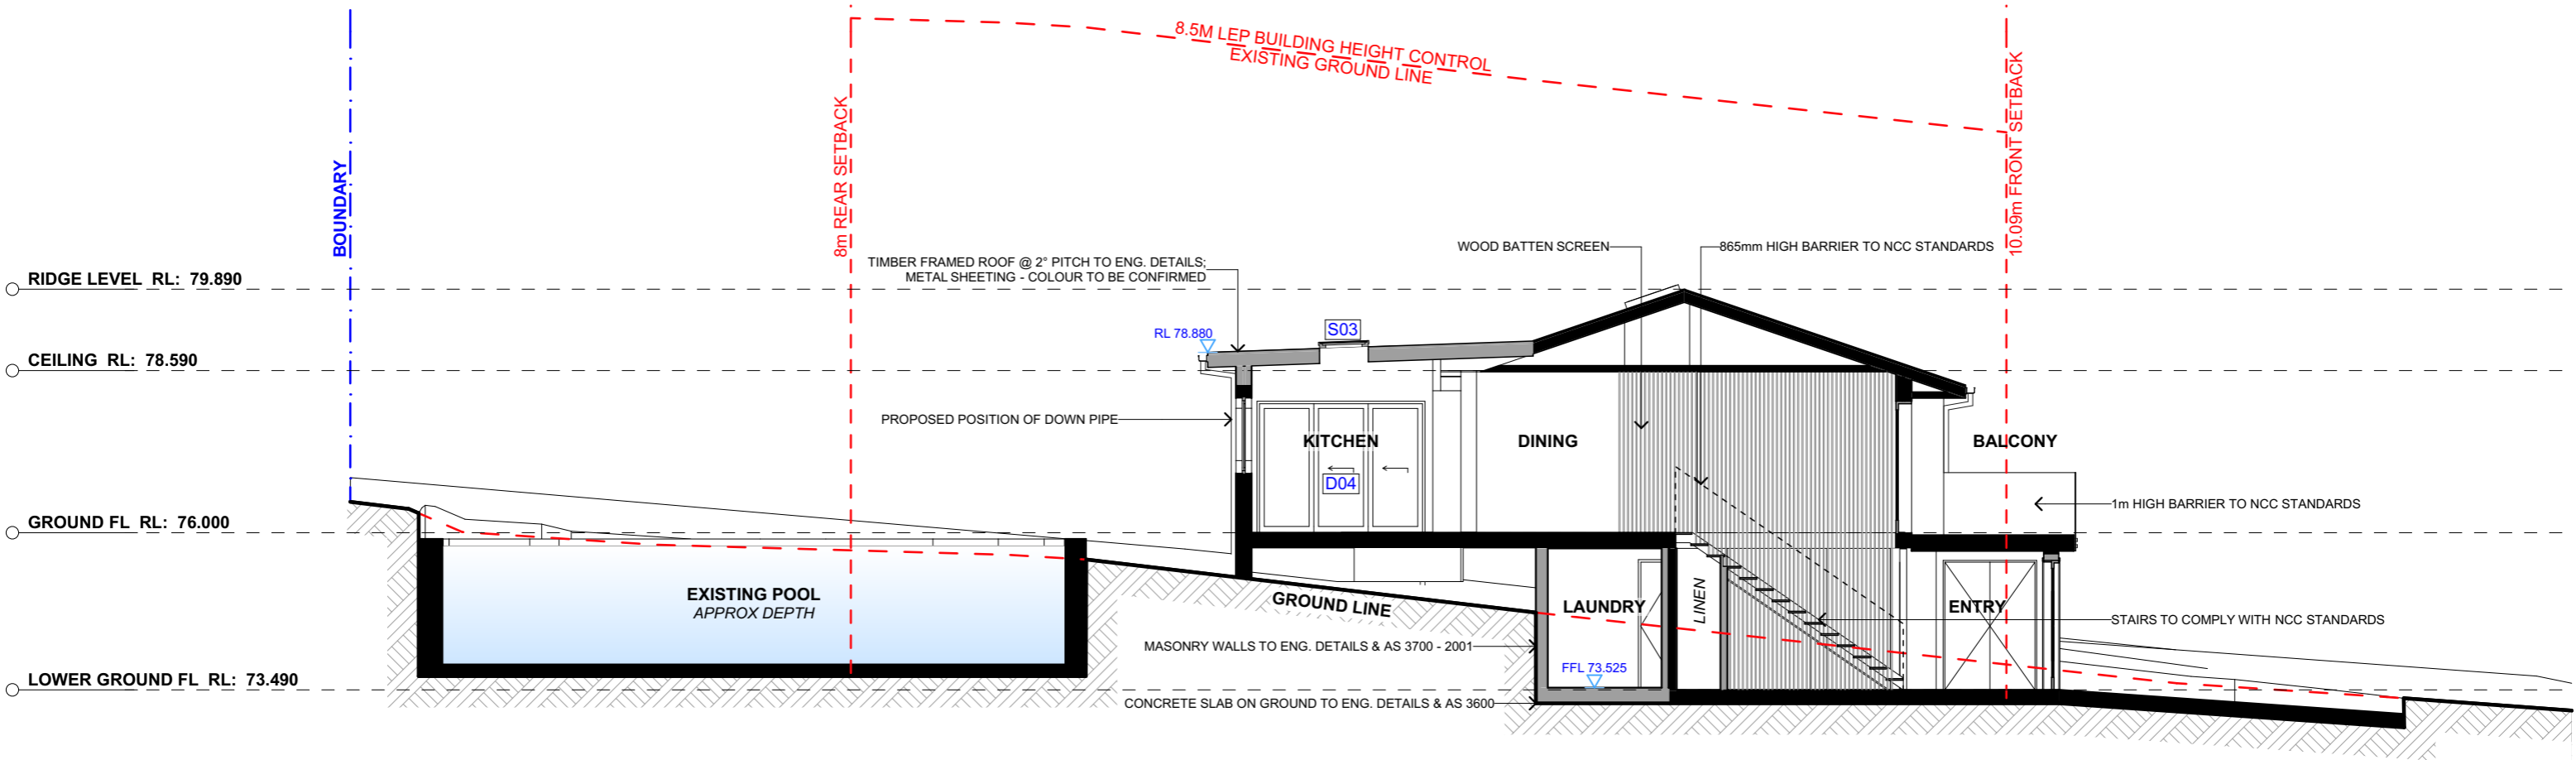 8.5M LEP BUILDING HEIGHT CONTROL
EXISTING GROUND LINE
BOUNDARY
8m REAR SETBACK
10.09m FRONT SETBACK
WOOD BATTEN SCREEN
865mm HIGH BARRIER TO NCC STANDARDS
TIMBER FRAMED ROOF @ 2° PITCH TO ENG. DETAILS;
METAL SHEETING - COLOUR TO BE CONFIRMED
RIDGE LEVEL RL: 79.890
RL 78.880
S03
CEILING RL: 78.590
PROPOSED POSITION OF DOWN PIPE
KITCHEN
DINING
BALCONY
D04
1m HIGH BARRIER TO NCC STANDARDS
GROUND FL RL: 76.000
EXISTING POOL
APPROX DEPTH
GROUND LINE
LAUNDRY
LINEN
ENTRY
STAIRS TO COMPLY WITH NCC STANDARDS
MASONRY WALLS TO ENG. DETAILS & AS 3700 - 2001
FFL 73.525
LOWER GROUND FL RL: 73.490
CONCRETE SLAB ON GROUND TO ENG. DETAILS & AS 3600